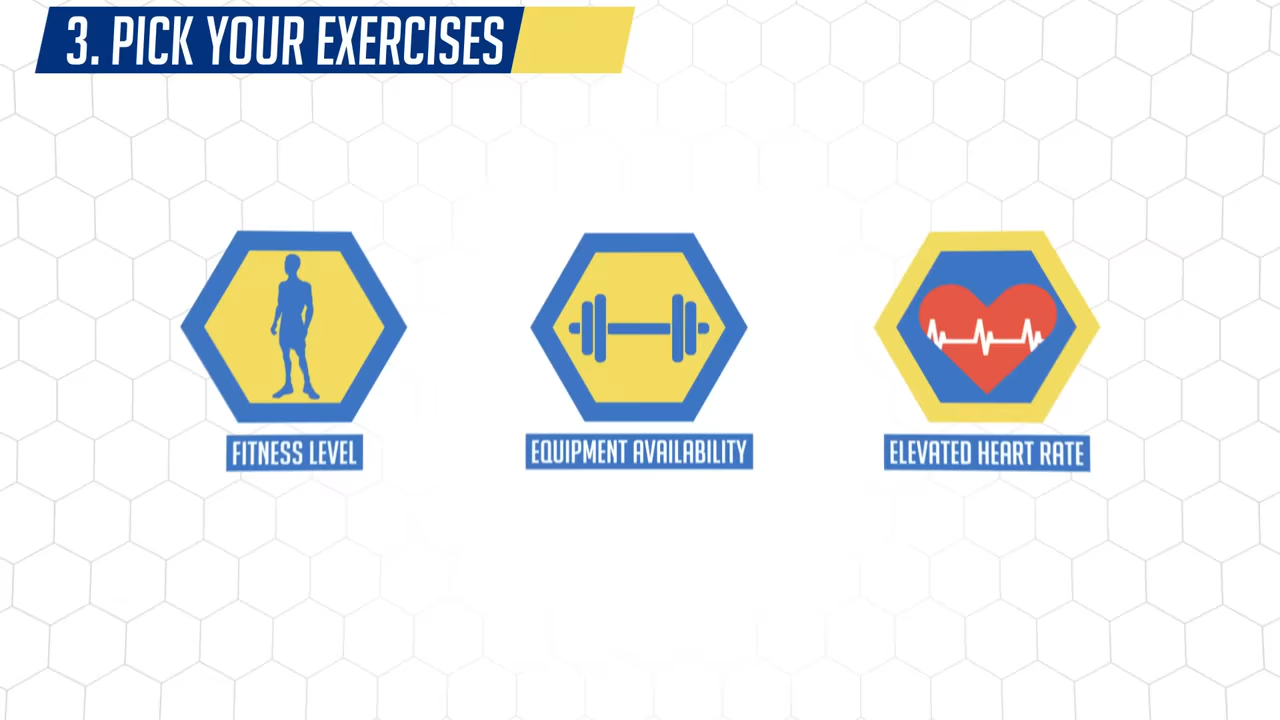 3. PICK YOUR EXERCISES
FITNESS LEVEL
EQUIPMENT AVAILABILITY
ELEVATED HEART RATE